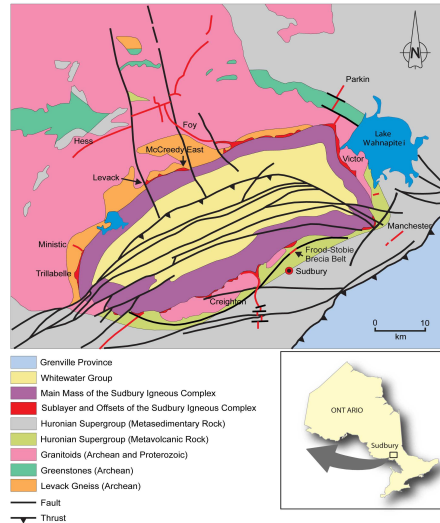 N
Parkin
Foy
Hess
McCreedy East
Lake
Wahnapitei
Levack
Victor
Ministic
Manchester
Trillabelle
Frood-Stobie
Brecia Belt
Sudbury
Creighton
0 10
km
Grenville Province
Whitewater Group
Main Mass of the Sudbury Igneous Complex
Sublayer and Offsets of the Sudbury Igneous Complex
Huronian Supergroup (Metasedimentary Rock)
Huronian Supergroup (Metavolcanic Rock)
Granitoids (Archean and Proterozoic)
Greenstones (Archean)
Levack Gneiss (Archean)
Fault
Thrust
ONT ARIO
Sudbury